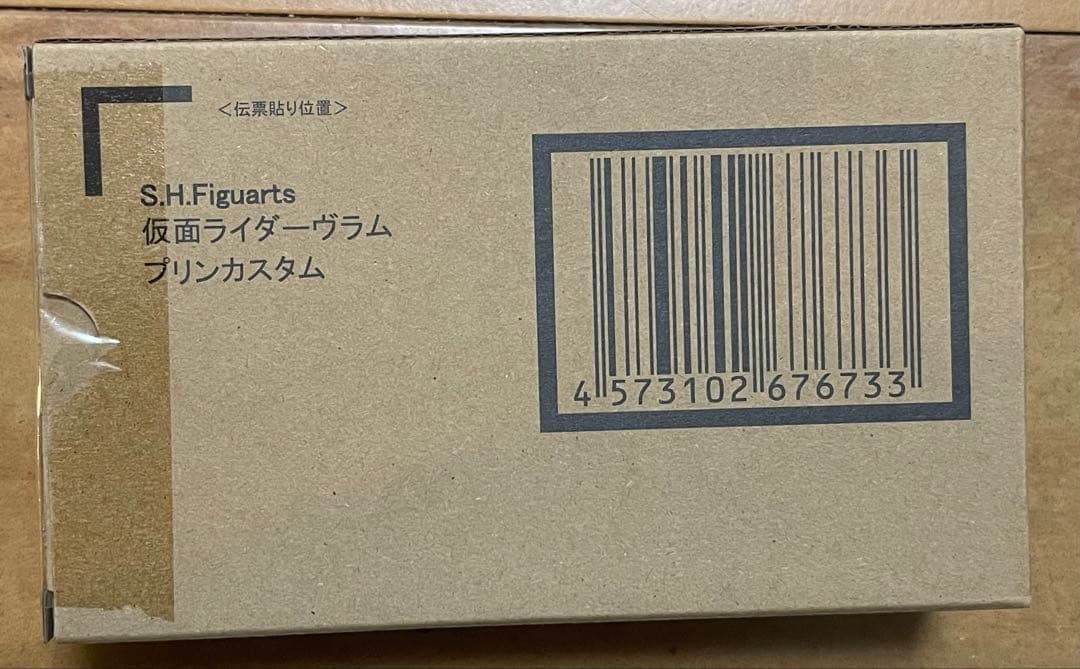 <伝票貼り位置>
S.H.Figuarts
仮面ライダーヴラム
プリンカスタム
4 573102 676733